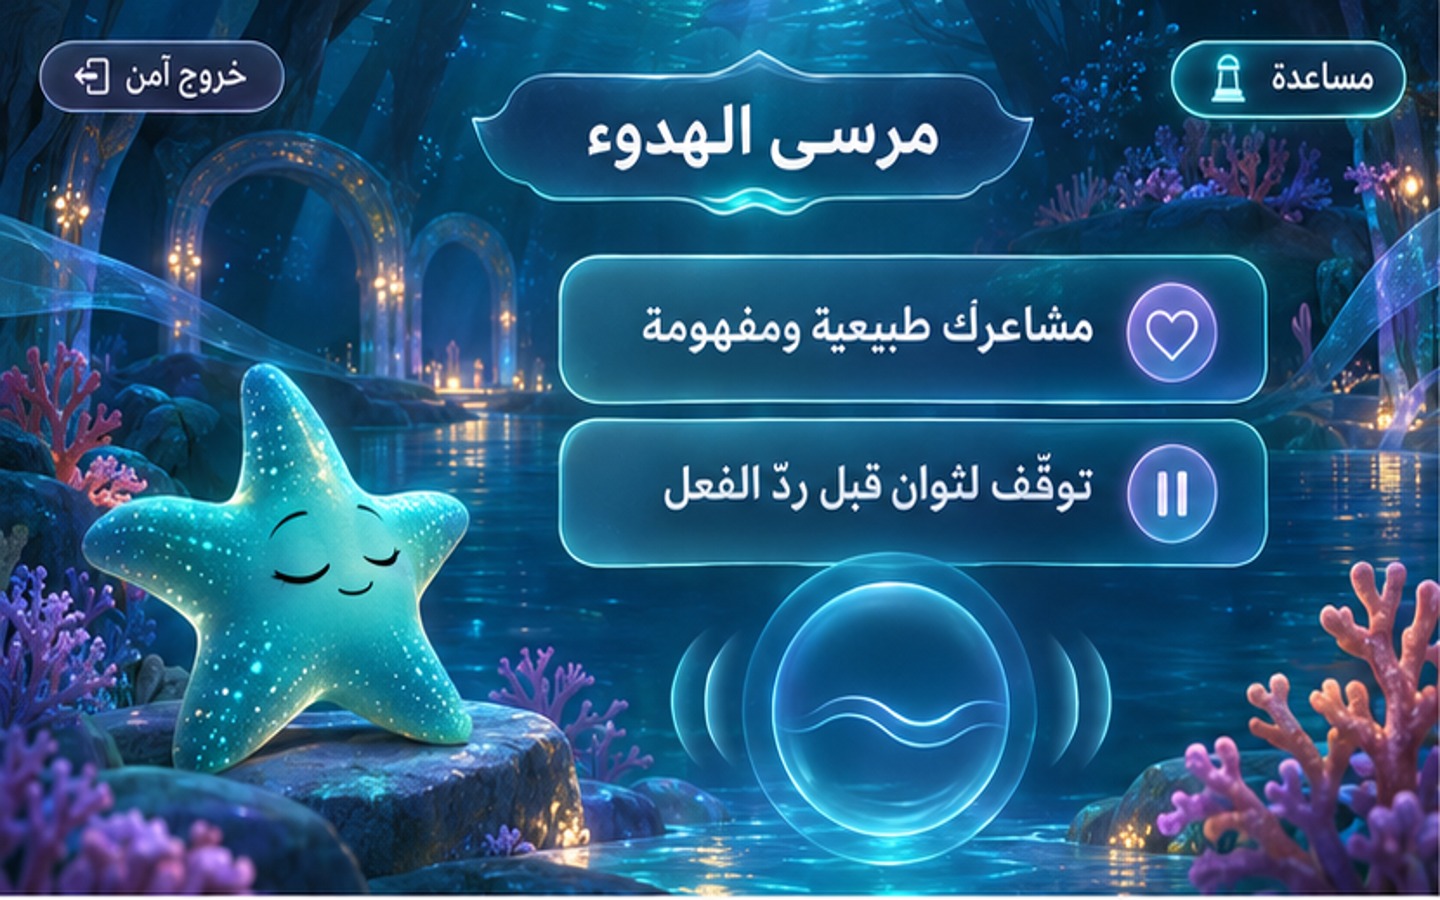 مساعدة
خروج آمن
مرسى الهدوء
مشاعرك طبيعية ومفهومة
توقّف لثوان قبل ردّ الفعل